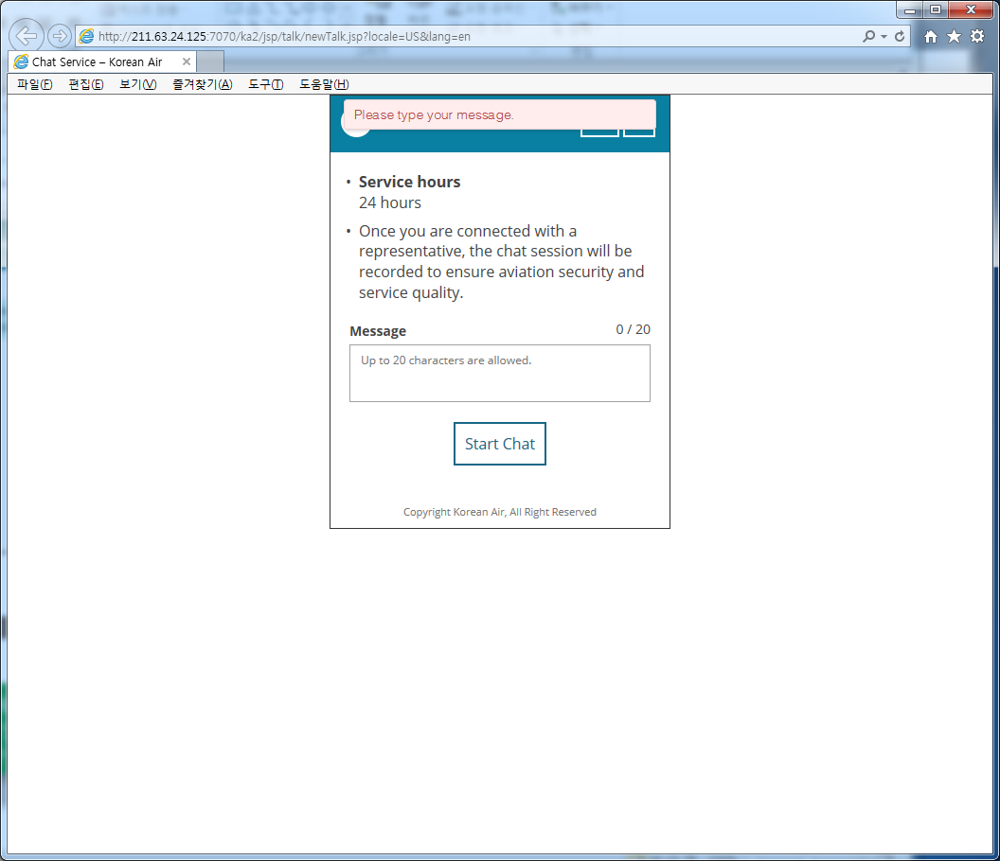 http://211.63.24.125:7070/ka2/jsp/talk/newTalk.jsp?locale=US&lang=en
Chat Service – Korean Air
파일(F) 편집(E) 보기(V) 즐겨찾기(A) 도구(T) 도움말(H)
Please type your message.
• Service hours
24 hours
• Once you are connected with a
representative, the chat session will be
recorded to ensure aviation security and
service quality.
Message 0 / 20
Up to 20 characters are allowed.
Start Chat
Copyright Korean Air, All Right Reserved